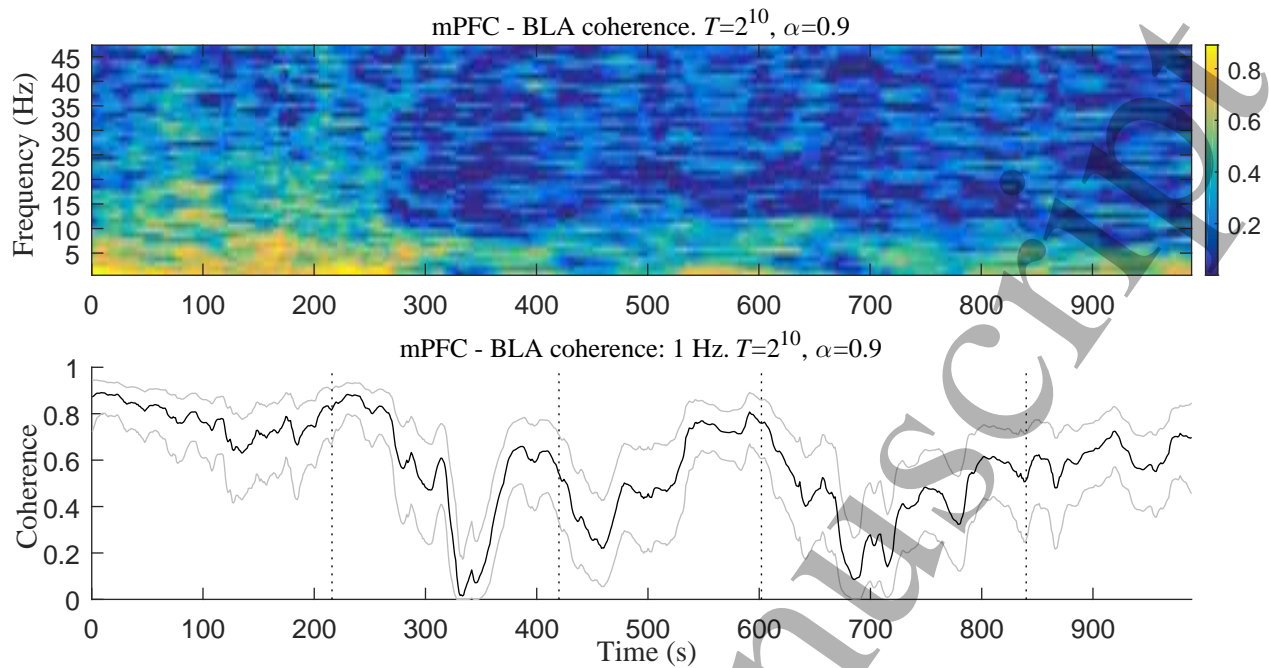 mPFC - BLA coherence. T=2^10, α=0.9
45
40
35
30
25
20
15
10
5
Frequency (Hz)
0 100 200 300 400 500 600 700 800 900
0.8
0.6
0.4
0.2
mPFC - BLA coherence: 1 Hz. T=2^10, α=0.9
1
0.8
0.6
0.4
0.2
0
Coherence
0 100 200 300 400 500 600 700 800 900
Time (s)
nuscript